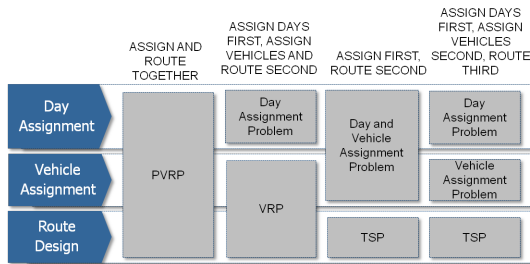 ASSIGN AND
ROUTE
TOGETHER
ASSIGN DAYS
FIRST, ASSIGN
VEHICLES AND
ROUTE SECOND
ASSIGN FIRST,
ROUTE SECOND
ASSIGN DAYS
FIRST, ASSIGN
VEHICLES
SECOND, ROUTE
THIRD
Day
Assignment
Vehicle
Assignment
Route
Design
PVRP
Day
Assignment
Problem
VRP
Day and
Vehicle
Assignment
Problem
TSP
Day
Assignment
Problem
Vehicle
Assignment
Problem
TSP